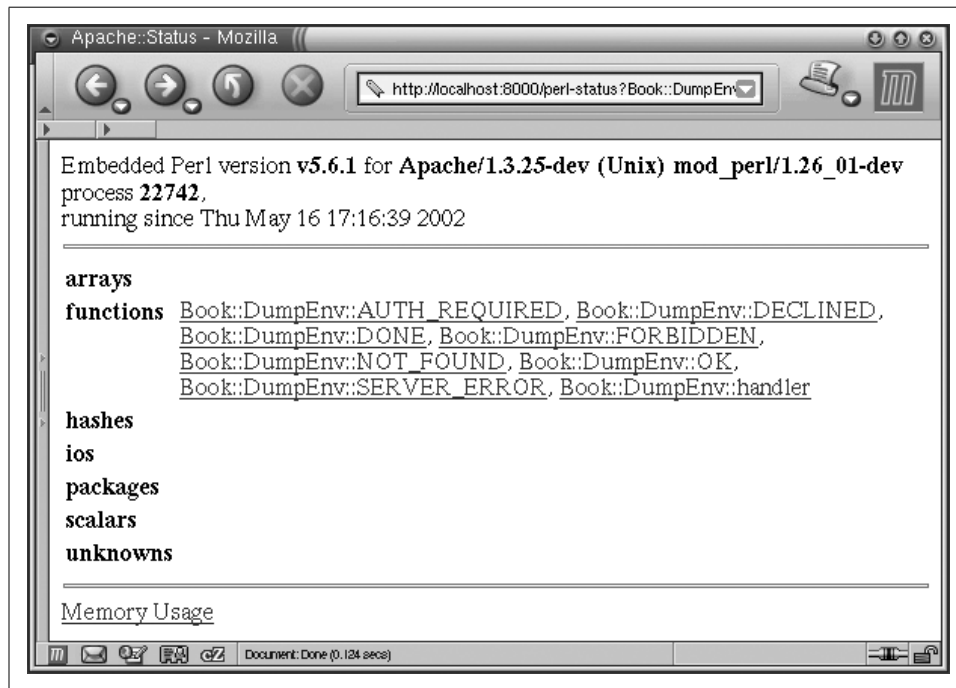 Apache::Status - Mozilla
http://localhost:8000/perl-status?Book::DumpEnv
Embedded Perl version v5.6.1 for Apache/1.3.25-dev (Unix) mod_perl/1.26_01-dev
process 22742,
running since Thu May 16 17:16:39 2002
arrays
functions Book::DumpEnv::AUTH_REQUIRED, Book::DumpEnv::DECLINED,
Book::DumpEnv::DONE, Book::DumpEnv::FORBIDDEN,
Book::DumpEnv::NOT_FOUND, Book::DumpEnv::OK,
Book::DumpEnv::SERVER_ERROR, Book::DumpEnv::handler
hashes
ios
packages
scalars
unknowns
Memory Usage
Document: Done (0.124 secs)